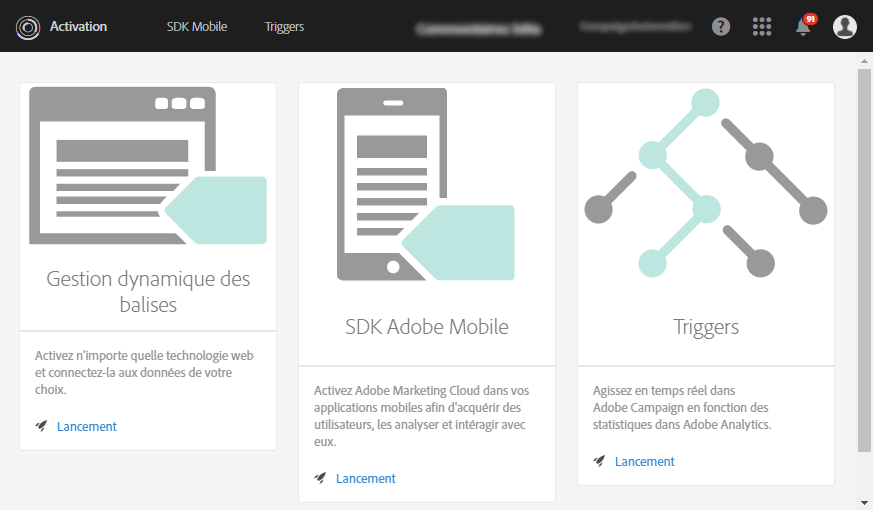 Activation
SDK Mobile
Triggers
?
91
Gestion dynamique des
balises
Activez n'importe quelle technologie web
et connectez-la aux données de votre
choix.
Lancement
SDK Adobe Mobile
Activez Adobe Marketing Cloud dans vos
applications mobiles afin d'acquérir des
utilisateurs, les analyser et intéragir avec
eux.
Lancement
Triggers
Agissez en temps réel dans
Adobe Campaign en fonction des
statistiques dans Adobe Analytics.
Lancement